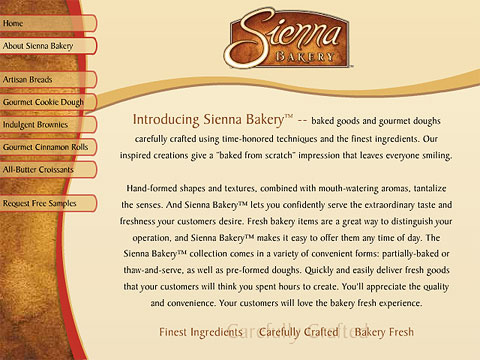 Sienna
BAKERY
Home
About Sienna Bakery
Artisan Breads
Gourmet Cookie Dough
Indulgent Brownies
Gourmet Cinnamon Rolls
All-Butter Croissants
Request Free Samples
Introducing Sienna Bakery™ -- baked goods and gourmet doughs
carefully crafted using time-honored techniques and the finest ingredients. Our
inspired creations give a "baked from scratch" impression that leaves everyone smiling.
Hand-formed shapes and textures, combined with mouth-watering aromas, tantalize
the senses. And Sienna Bakery™ lets you confidently serve the extraordinary taste and
freshness your customers desire. Fresh bakery items are a great way to distinguish your
operation, and Sienna Bakery™ makes it easy to offer them any time of day. The
Sienna Bakery™ collection comes in a variety of convenient forms: partially-baked or
thaw-and-serve, as well as pre-formed doughs. Quickly and easily deliver fresh goods
that your customers will think you spent hours to create. You'll appreciate the quality
and convenience. Your customers will love the bakery fresh experience.
Finest Ingredients Carefully Crafted Bakery Fresh
Carefully Crafted